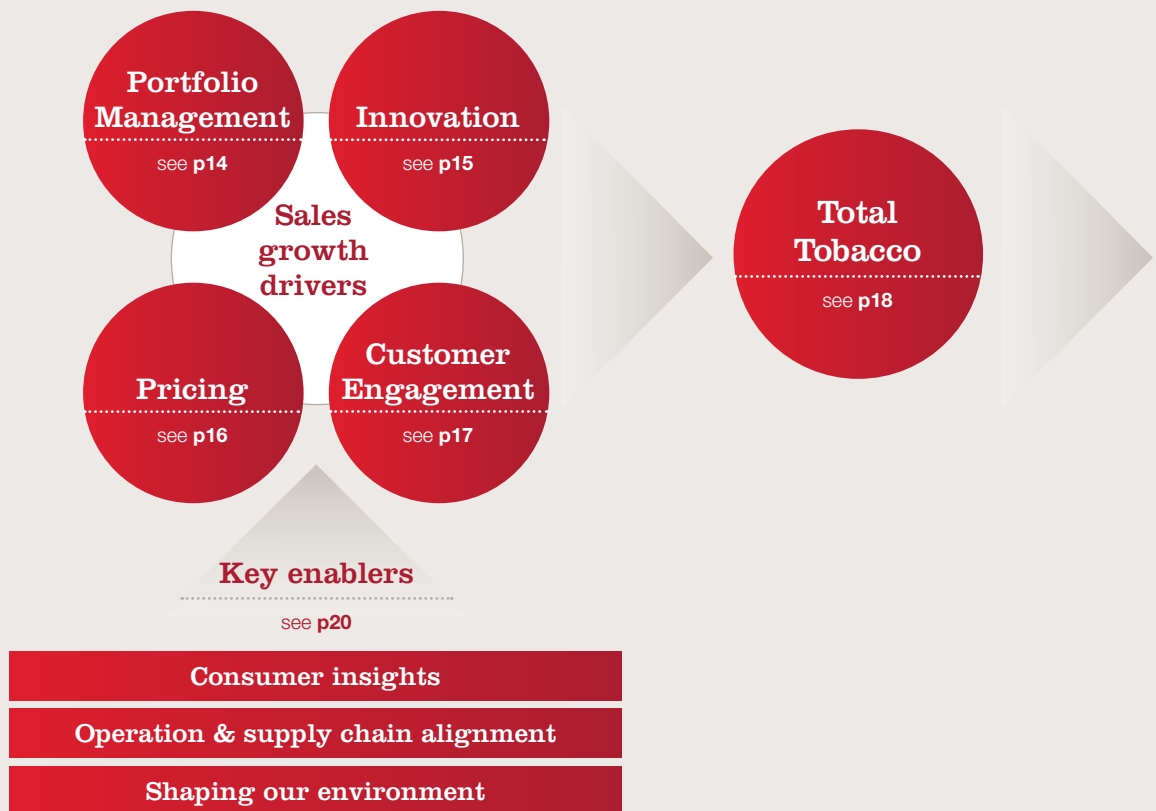 Portfolio
Management
see p14
Innovation
see p15
Sales
growth
drivers
Pricing
see p16
Customer
Engagement
see p17
Total
Tobacco
see p18
Key enablers
see p20
Consumer insights
Operation & supply chain alignment
Shaping our environment